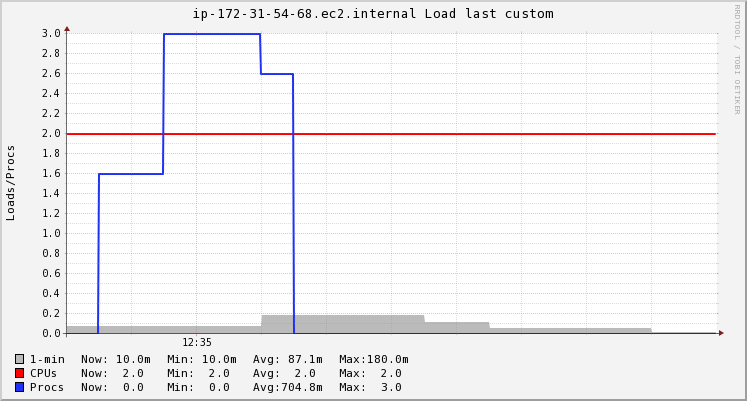 ip-172-31-54-68.ec2.internal Load last custom
RRDTOOL / TOBI OETIKER
Loads/Procs
3.0
2.8
2.6
2.4
2.2
2.0
1.8
1.6
1.4
1.2
1.0
0.8
0.6
0.4
0.2
0.0
12:35
1-min Now: 10.0m Min: 10.0m Avg: 87.1m Max:180.0m
CPUs Now: 2.0 Min: 2.0 Avg: 2.0 Max: 2.0
Procs Now: 0.0 Min: 0.0 Avg:704.8m Max: 3.0